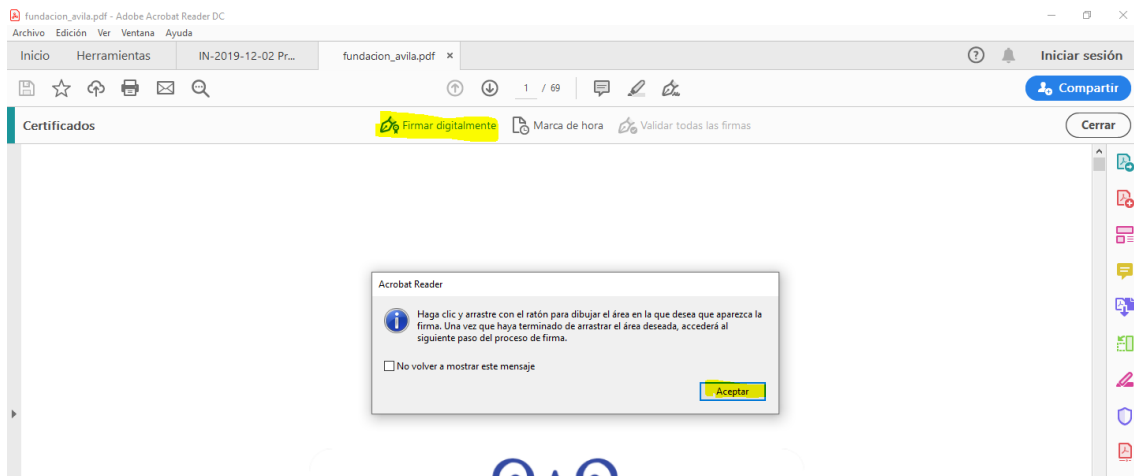 fundacion_avila.pdf - Adobe Acrobat Reader DC
Archivo Edición Ver Ventana Ayuda
Inicio Herramientas IN-2019-12-02 Pr... fundacion_avila.pdf × Iniciar sesión
1 / 69 Compartir
Certificados Firmar digitalmente Marca de hora Validar todas las firmas Cerrar
Acrobat Reader
Haga clic y arrastre con el ratón para dibujar el área en la que desea que aparezca la
firma. Una vez que haya terminado de arrastrar el área deseada, accederá al
siguiente paso del proceso de firma.
No volver a mostrar este mensaje
Aceptar